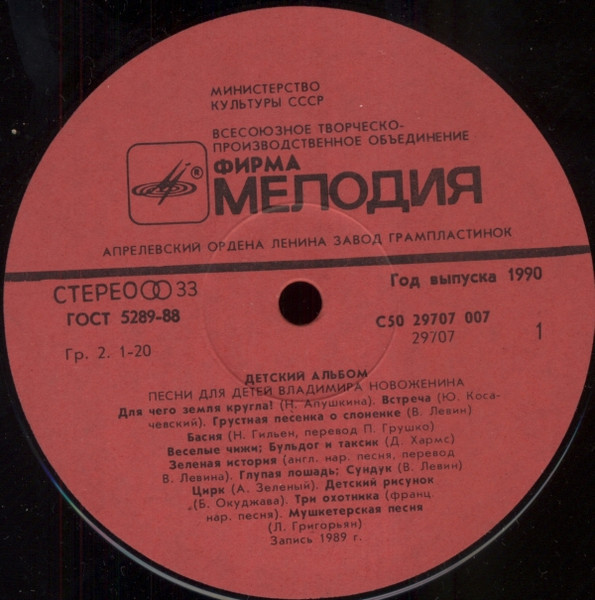 МИНИСТЕРСТВО
КУЛЬТУРЫ СССР
ВСЕСОЮЗНОЕ ТВОРЧЕСКО-
ПРОИЗВОДСТВЕННОЕ ОБЪЕДИНЕНИЕ
®
ФИРМА
МЕЛОДИЯ
АПРЕЛЕВСКИЙ ОРДЕНА ЛЕНИНА ЗАВОД ГРАМПЛАСТИНОК
СТЕРЕО 33
Год выпуска 1990
ГОСТ 5289-88
С50 29707 007
29707
1
Гр. 2. 1-20
ДЕТСКИЙ АЛЬБОМ
ПЕСНИ ДЛЯ ДЕТЕЙ ВЛАДИМИРА НОВОЖЕНИНА
Для чего земля кругла? (Н. Алушкина). Встреча (Ю. Коса-
чевский). Грустная песенка о слоненке (В. Левин)
Басня (Н. Гильен, перевод П. Грушко)
Веселые чижи; Бульдог и таксик (Д. Хармс)
Зеленая история (англ. нар. песня, перевод
В. Левина). Глупая лошадь; Сундук (В. Левин)
Цирк (А. Зеленый). Детский рисунок
(Б. Окуджава). Три охотника (франц.
нар. песня). Мушкетерская песня
(Л. Григорьян)
Запись 1989 г.